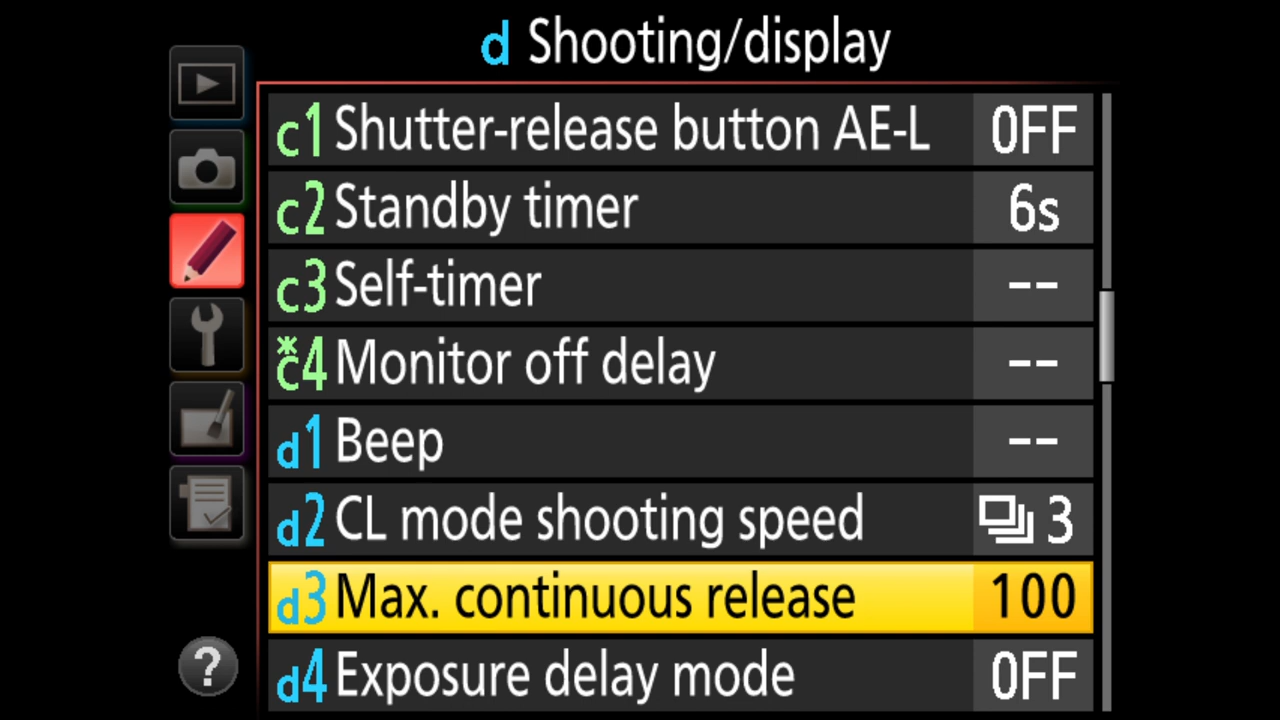 d Shooting/display
c1 Shutter-release button AE-L OFF
c2 Standby timer 6s
c3 Self-timer --
*c4 Monitor off delay --
d1 Beep --
d2 CL mode shooting speed 3
d3 Max. continuous release 100
d4 Exposure delay mode OFF
?